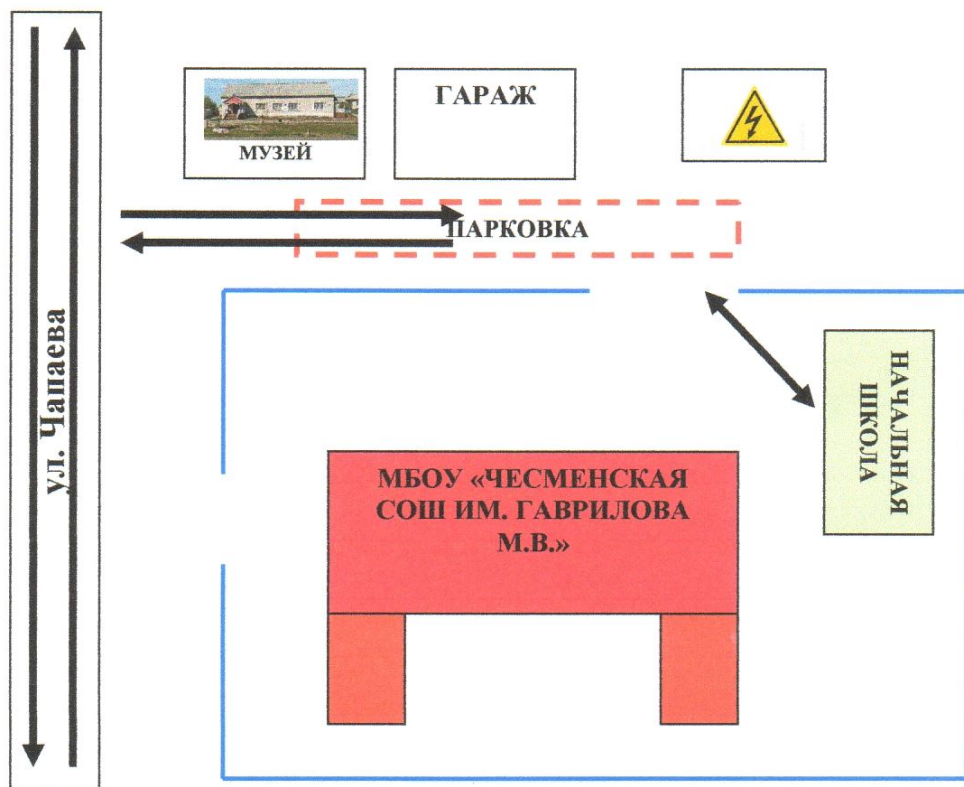 МУЗЕЙ
ГАРАЖ
ПАРКОВКА
ул. Чапаева
НАЧАЛЬНАЯ
ШКОЛА
МБОУ «ЧЕСМЕНСКАЯ
СОШ ИМ. ГАВРИЛОВА
М.В.»